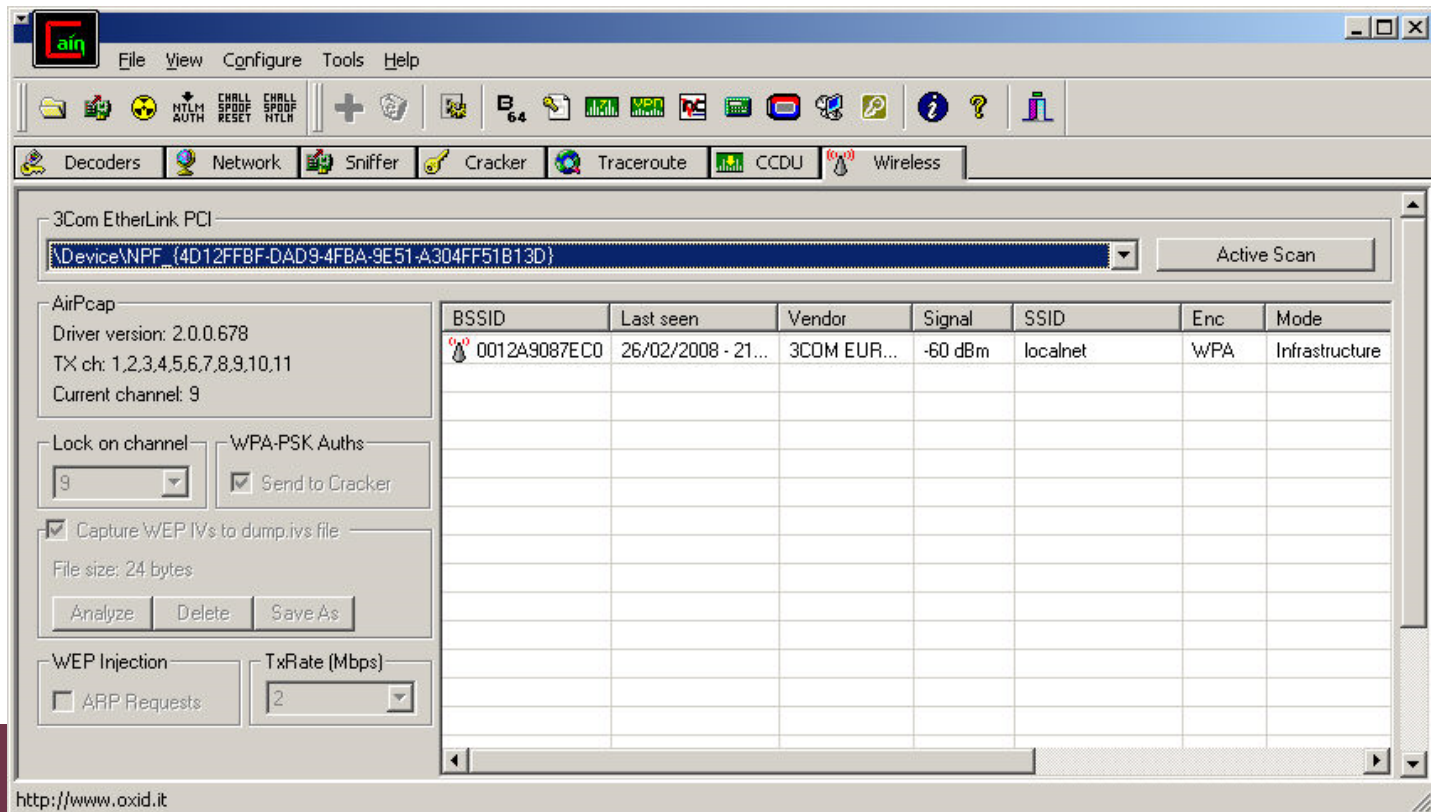 Cain
File View Configure Tools Help
NTLM AUTH
CHALL SPOOF RESET
CHALL SPOOF NTLM
B64
Decoders Network Sniffer Cracker Traceroute CCDU Wireless
3Com EtherLink PCI
\Device\NPF_{4D12FFBF-DAD9-4FBA-9E51-A304FF51B13D}
Active Scan
AirPcap
Driver version: 2.0.0.678
TX ch: 1,2,3,4,5,6,7,8,9,10,11
Current channel: 9
Lock on channel
9
WPA-PSK Auths
Send to Cracker
Capture WEP IVs to dump.ivs file
File size: 24 bytes
Analyze Delete Save As
WEP Injection
ARP Requests
TxRate (Mbps)
2
BSSID Last seen Vendor Signal SSID Enc Mode
0012A9087EC0 26/02/2008 - 21... 3COM EUR... -60 dBm localnet WPA Infrastructure
http://www.oxid.it